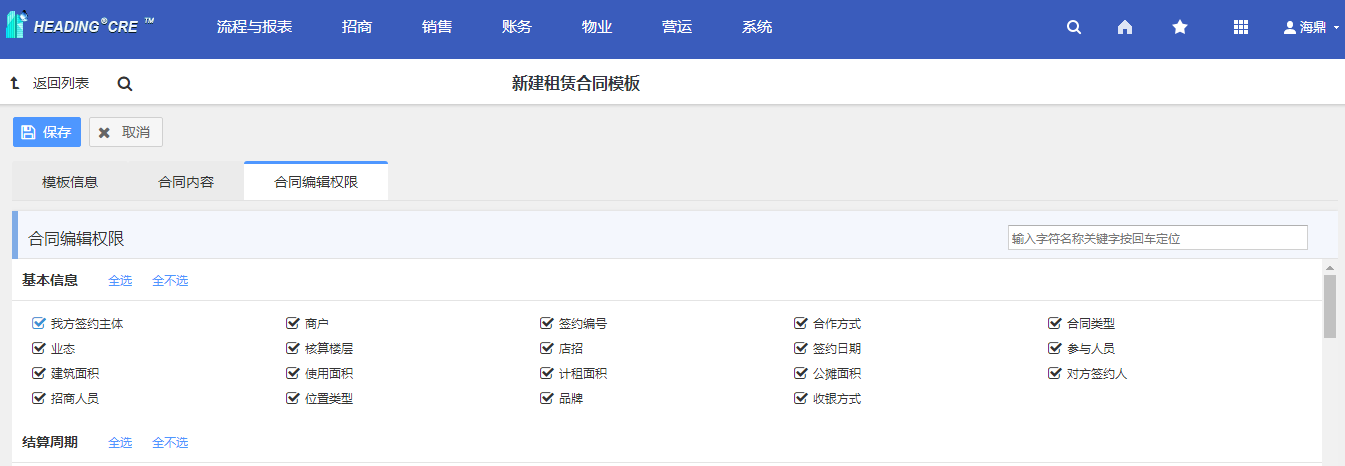 HEADING®CRE ™ 流程与报表 招商 销售 账务 物业 营运 系统 海鼎
返回列表 新建租赁合同模板
保存 取消
模板信息 合同内容 合同编辑权限
合同编辑权限 输入字符名称关键字按回车定位
基本信息 全选 全不选
我方签约主体 商户 签约编号 合作方式 合同类型
业态 核算楼层 店招 签约日期 参与人员
建筑面积 使用面积 计租面积 公摊面积 对方签约人
招商人员 位置类型 品牌 收银方式
结算周期 全选 全不选